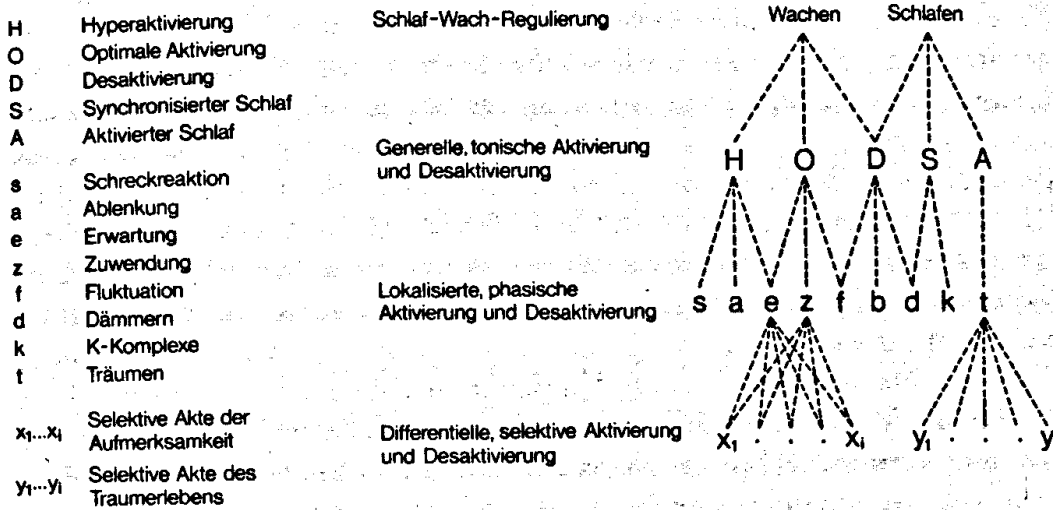 H Hyperaktivierung
O Optimale Aktivierung
D Desaktivierung
S Synchronisierter Schlaf
A Aktivierter Schlaf
s Schreckreaktion
a Ablenkung
e Erwartung
z Zuwendung
f Fluktuation
d Dämmern
k K-Komplexe
t Träumen
x₁...xᵢ Selektive Akte der
Aufmerksamkeit
y₁...yᵢ Selektive Akte des
Traumerlebens
Schlaf-Wach-Regulierung
Wachen Schlafen
Generelle, tonische Aktivierung
und Desaktivierung
H O D S A
Lokalisierte, phasische
Aktivierung und Desaktivierung
s a e z f b d k t
Differentielle, selektive Aktivierung
und Desaktivierung
x₁ . . . xᵢ y₁ . . . y